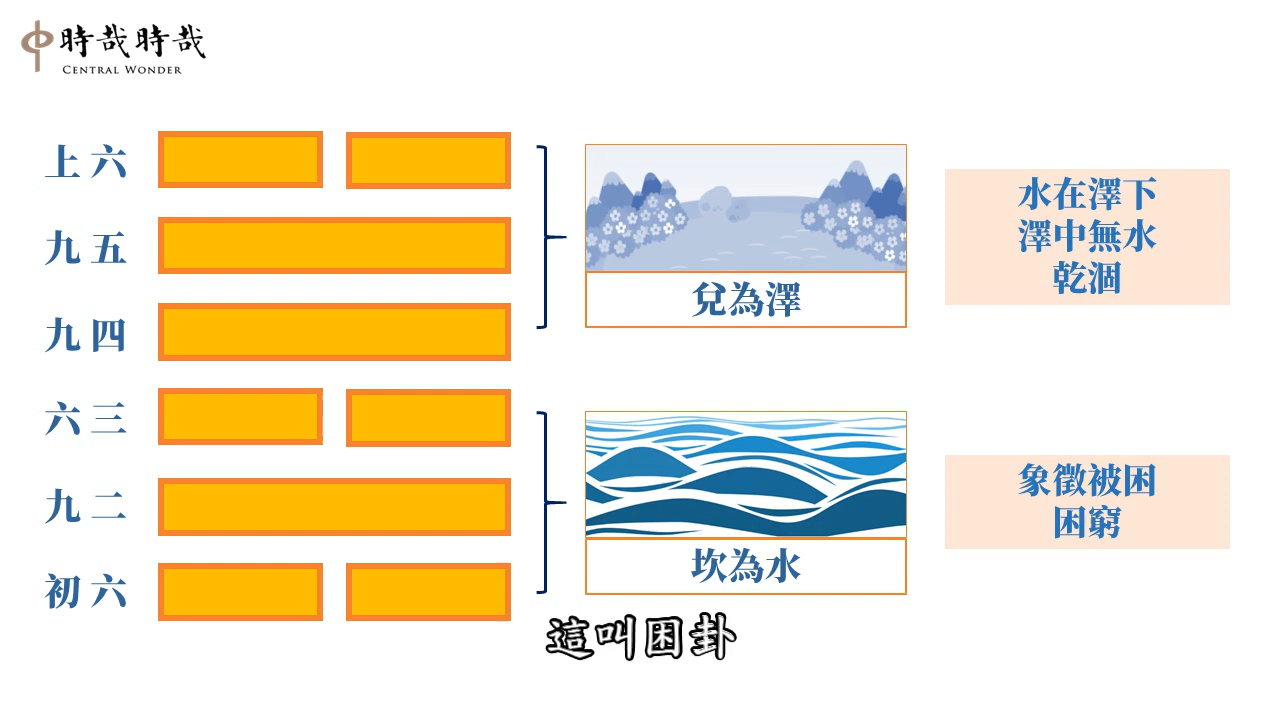 時哉時哉
CENTRAL WONDER
上六
九五
九四
六三
九二
初六
兌為澤
坎為水
水在澤下
澤中無水
乾涸
象徵被困
困窮
這叫困卦